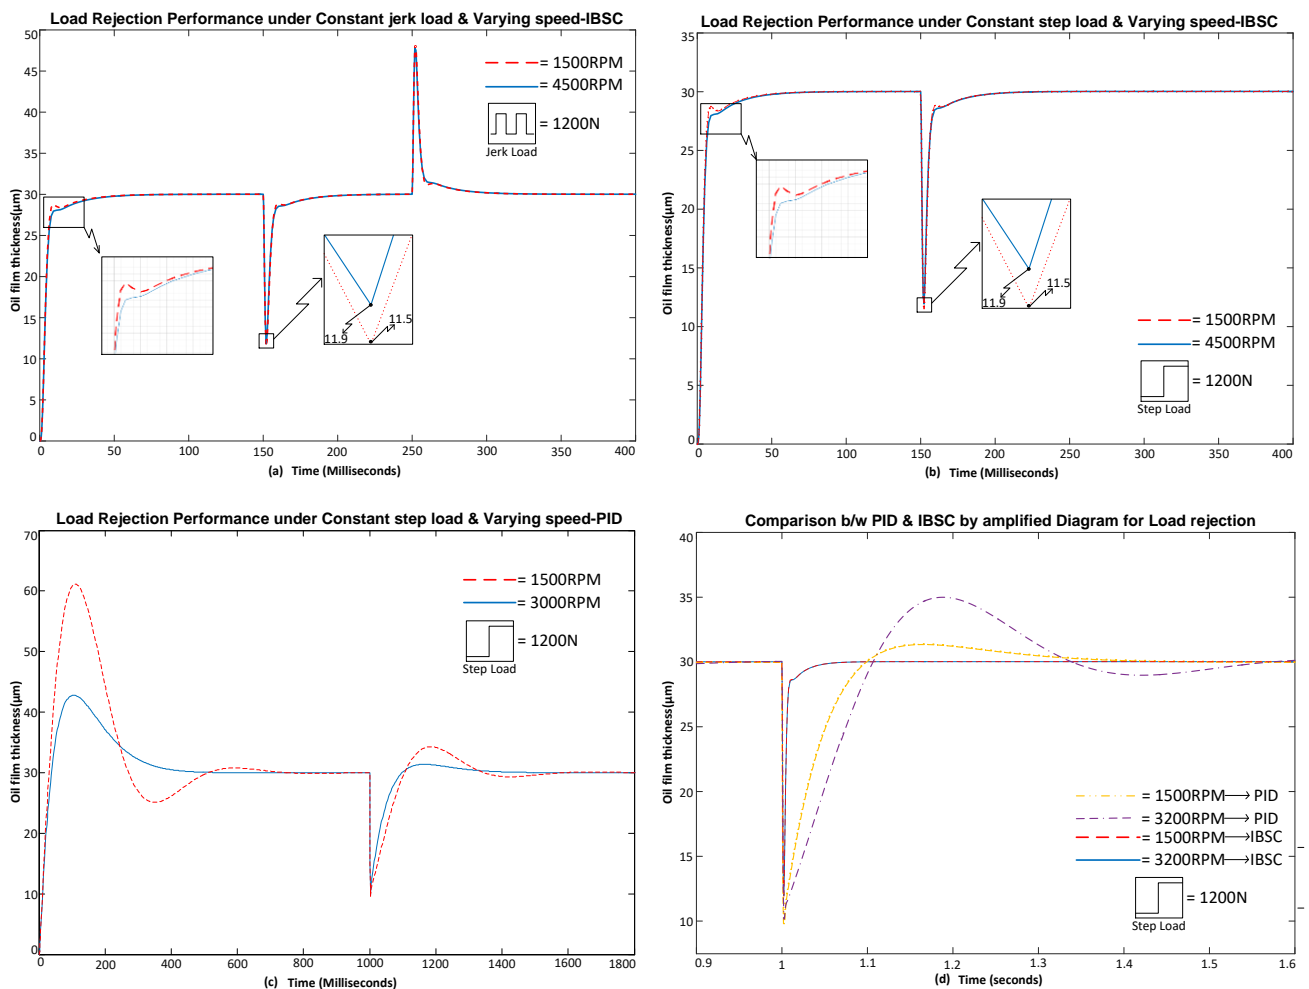 Load Rejection Performance under Constant jerk load & Varying speed-IBSC
50
45
40
35
30
25
20
15
10
5
0
Oil film thickness(µm)
= 1500RPM
= 4500RPM
= 1200N
Jerk Load
11.9
11.5
0 50 100 150 200 250 300 350 400
(a) Time (Milliseconds)
Load Rejection Performance under Constant step load & Varying speed-IBSC
35
30
25
20
15
10
5
0
Oil film thickness(µm)
11.9
11.5
= 1500RPM
= 4500RPM
= 1200N
Step Load
0 50 100 150 200 250 300 350 400
(b) Time (Milliseconds)
Load Rejection Performance under Constant step load & Varying speed-PID
70
60
50
40
30
20
10
0
Oil film thickness(µm)
= 1500RPM
= 3000RPM
= 1200N
Step Load
0 200 400 600 800 1000 1200 1400 1600 1800
(c) Time (Milliseconds)
Comparison b/w PID & IBSC by amplified Diagram for Load rejection
40
35
30
25
20
15
10
Oil film thickness(µm)
= 1500RPM→PID
= 3200RPM→PID
= 1500RPM→IBSC
= 3200RPM→IBSC
= 1200N
Step Load
0.9 1 1.1 1.2 1.3 1.4 1.5 1.6
(d) Time (seconds)